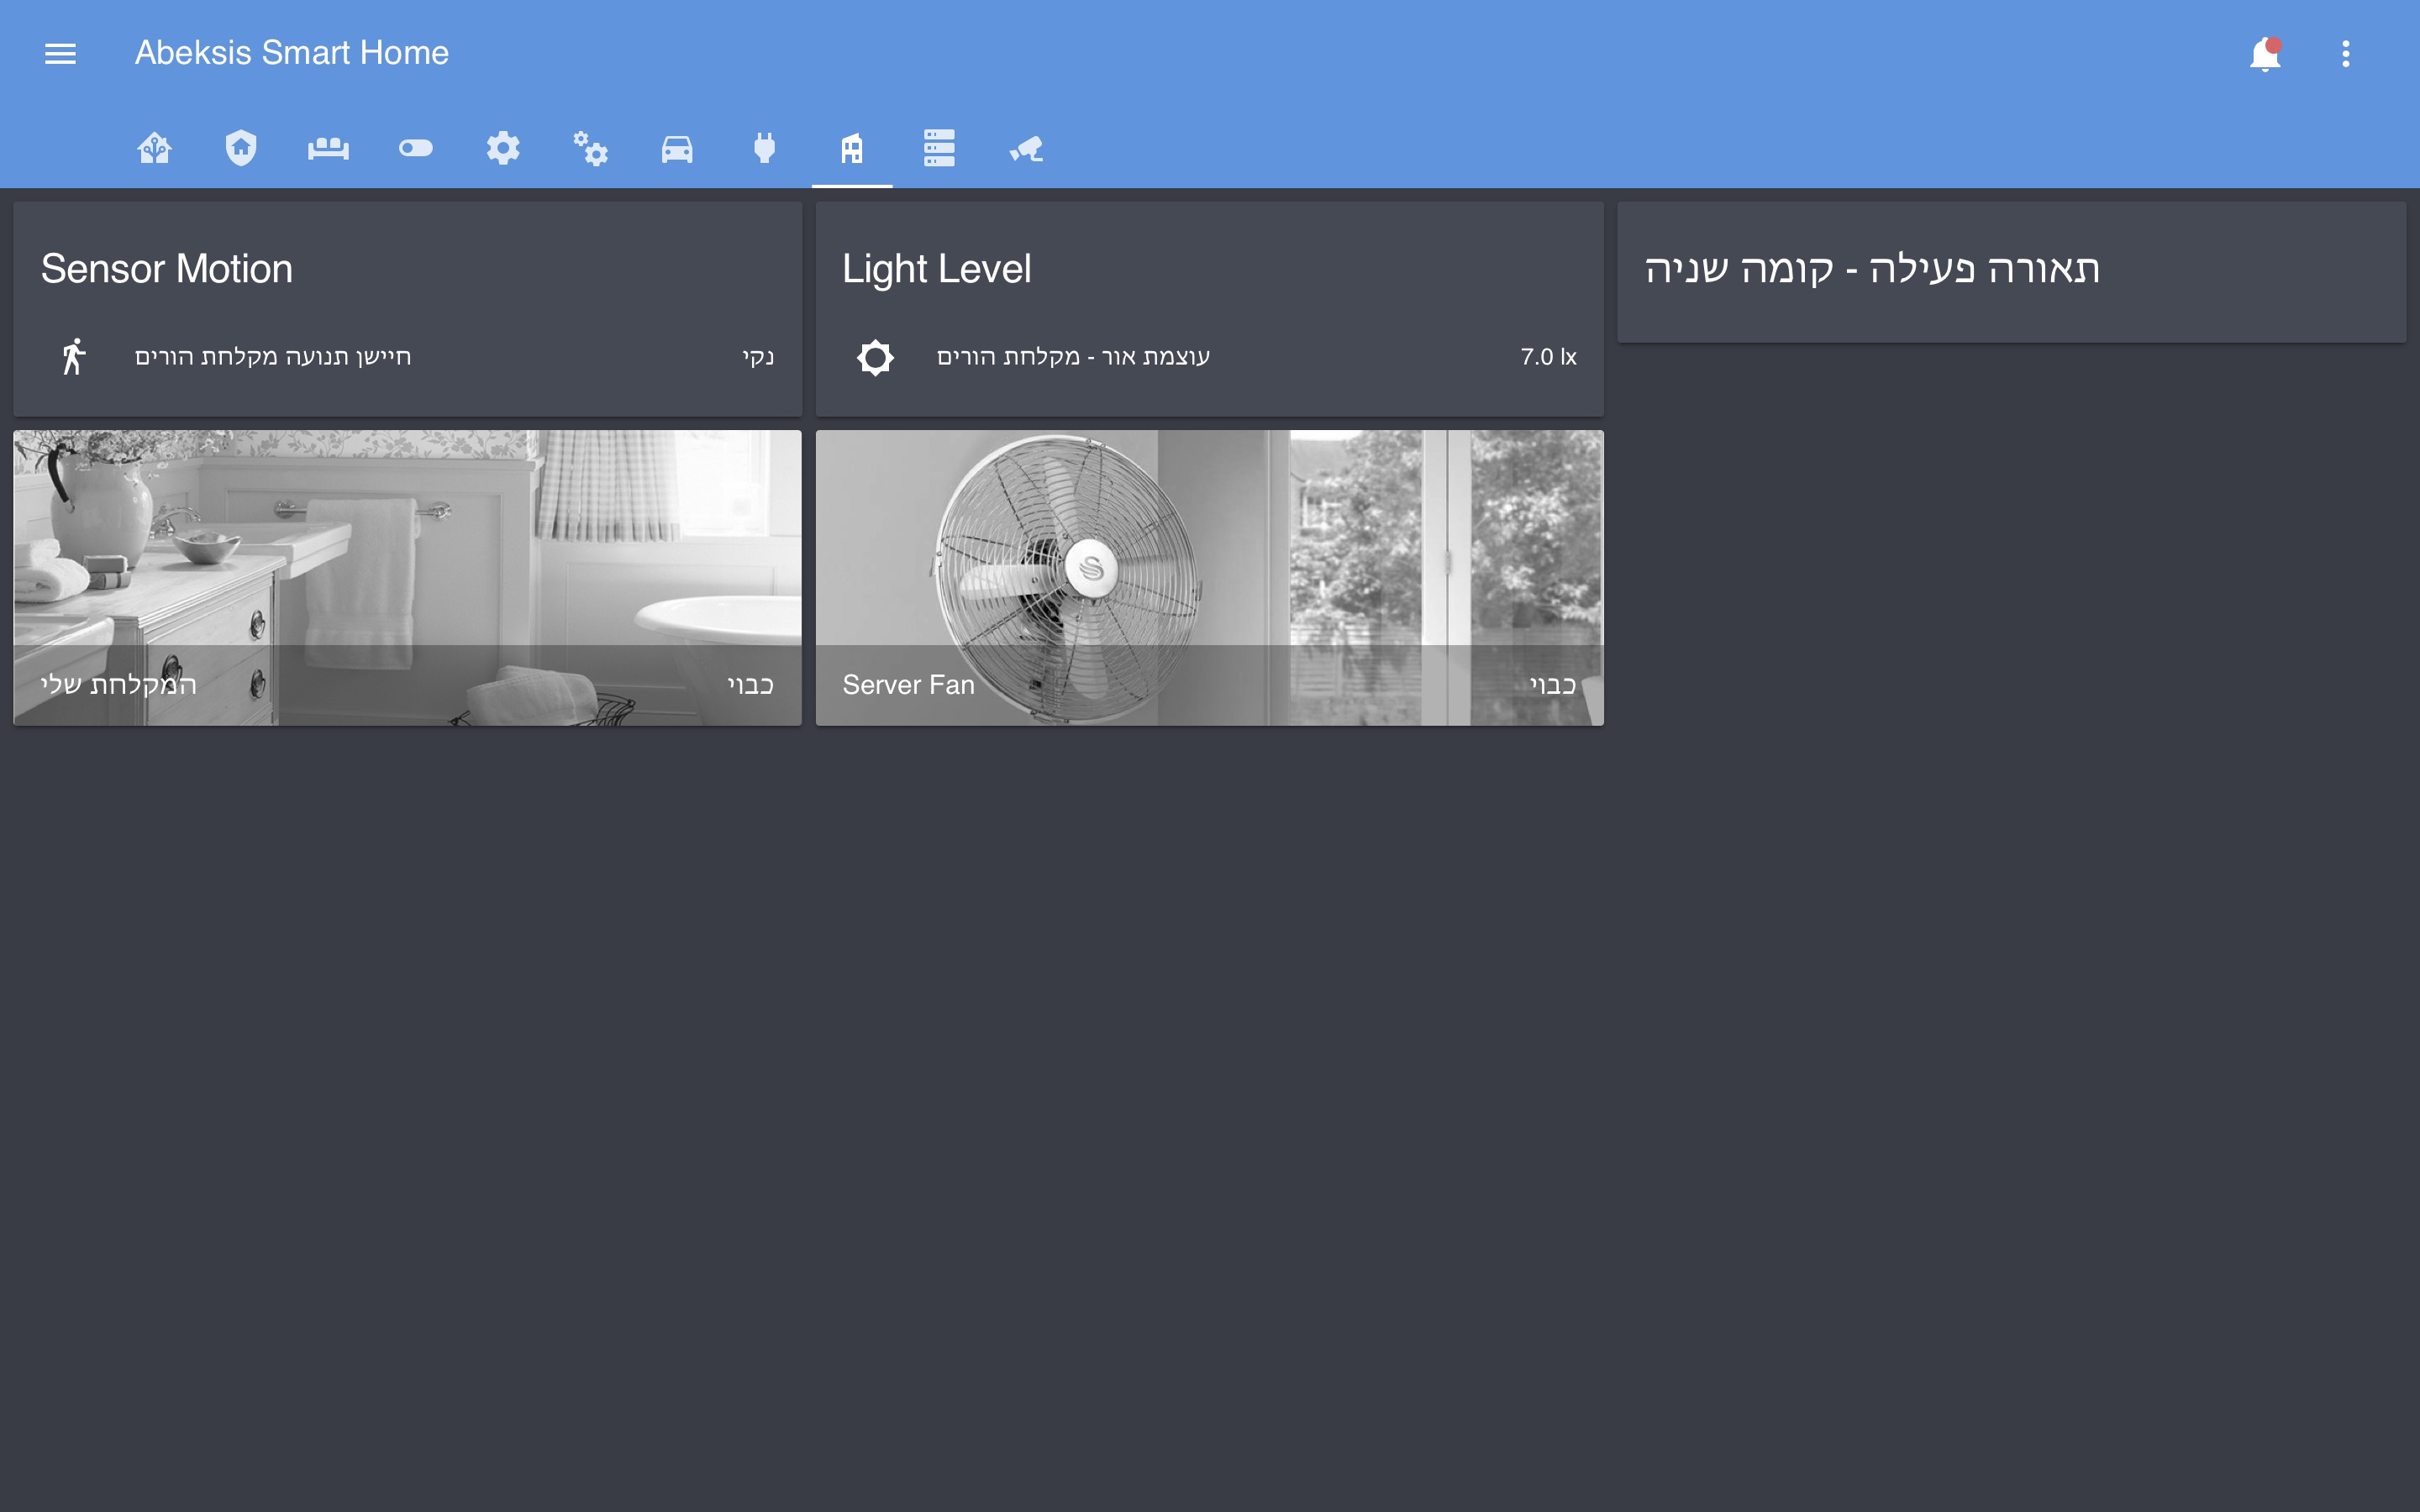 Abeksis Smart Home
Sensor Motion
חיישן תנועה מקלחת הורים
נקי
Light Level
עוצמת אור - מקלחת הורים
7.0 lx
תאורה פעילה - קומה שניה
המקלחת שלי
כבוי
Server Fan
כבוי